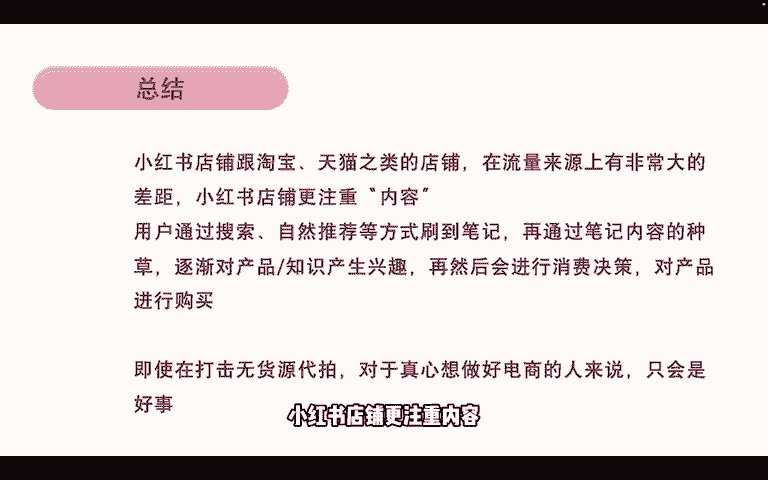 总结
小红书店铺跟淘宝、天猫之类的店铺，在流量来源上有非常大的
差距，小红书店铺更注重“内容”
用户通过搜索、自然推荐等方式刷到笔记，再通过笔记内容的种
草，逐渐对产品/知识产生兴趣，再然后会进行消费决策，对产品
进行购买
即使在打击无货源代拍，对于真心想做好电商的人来说，只会是
好事
小红书店铺更注重内容